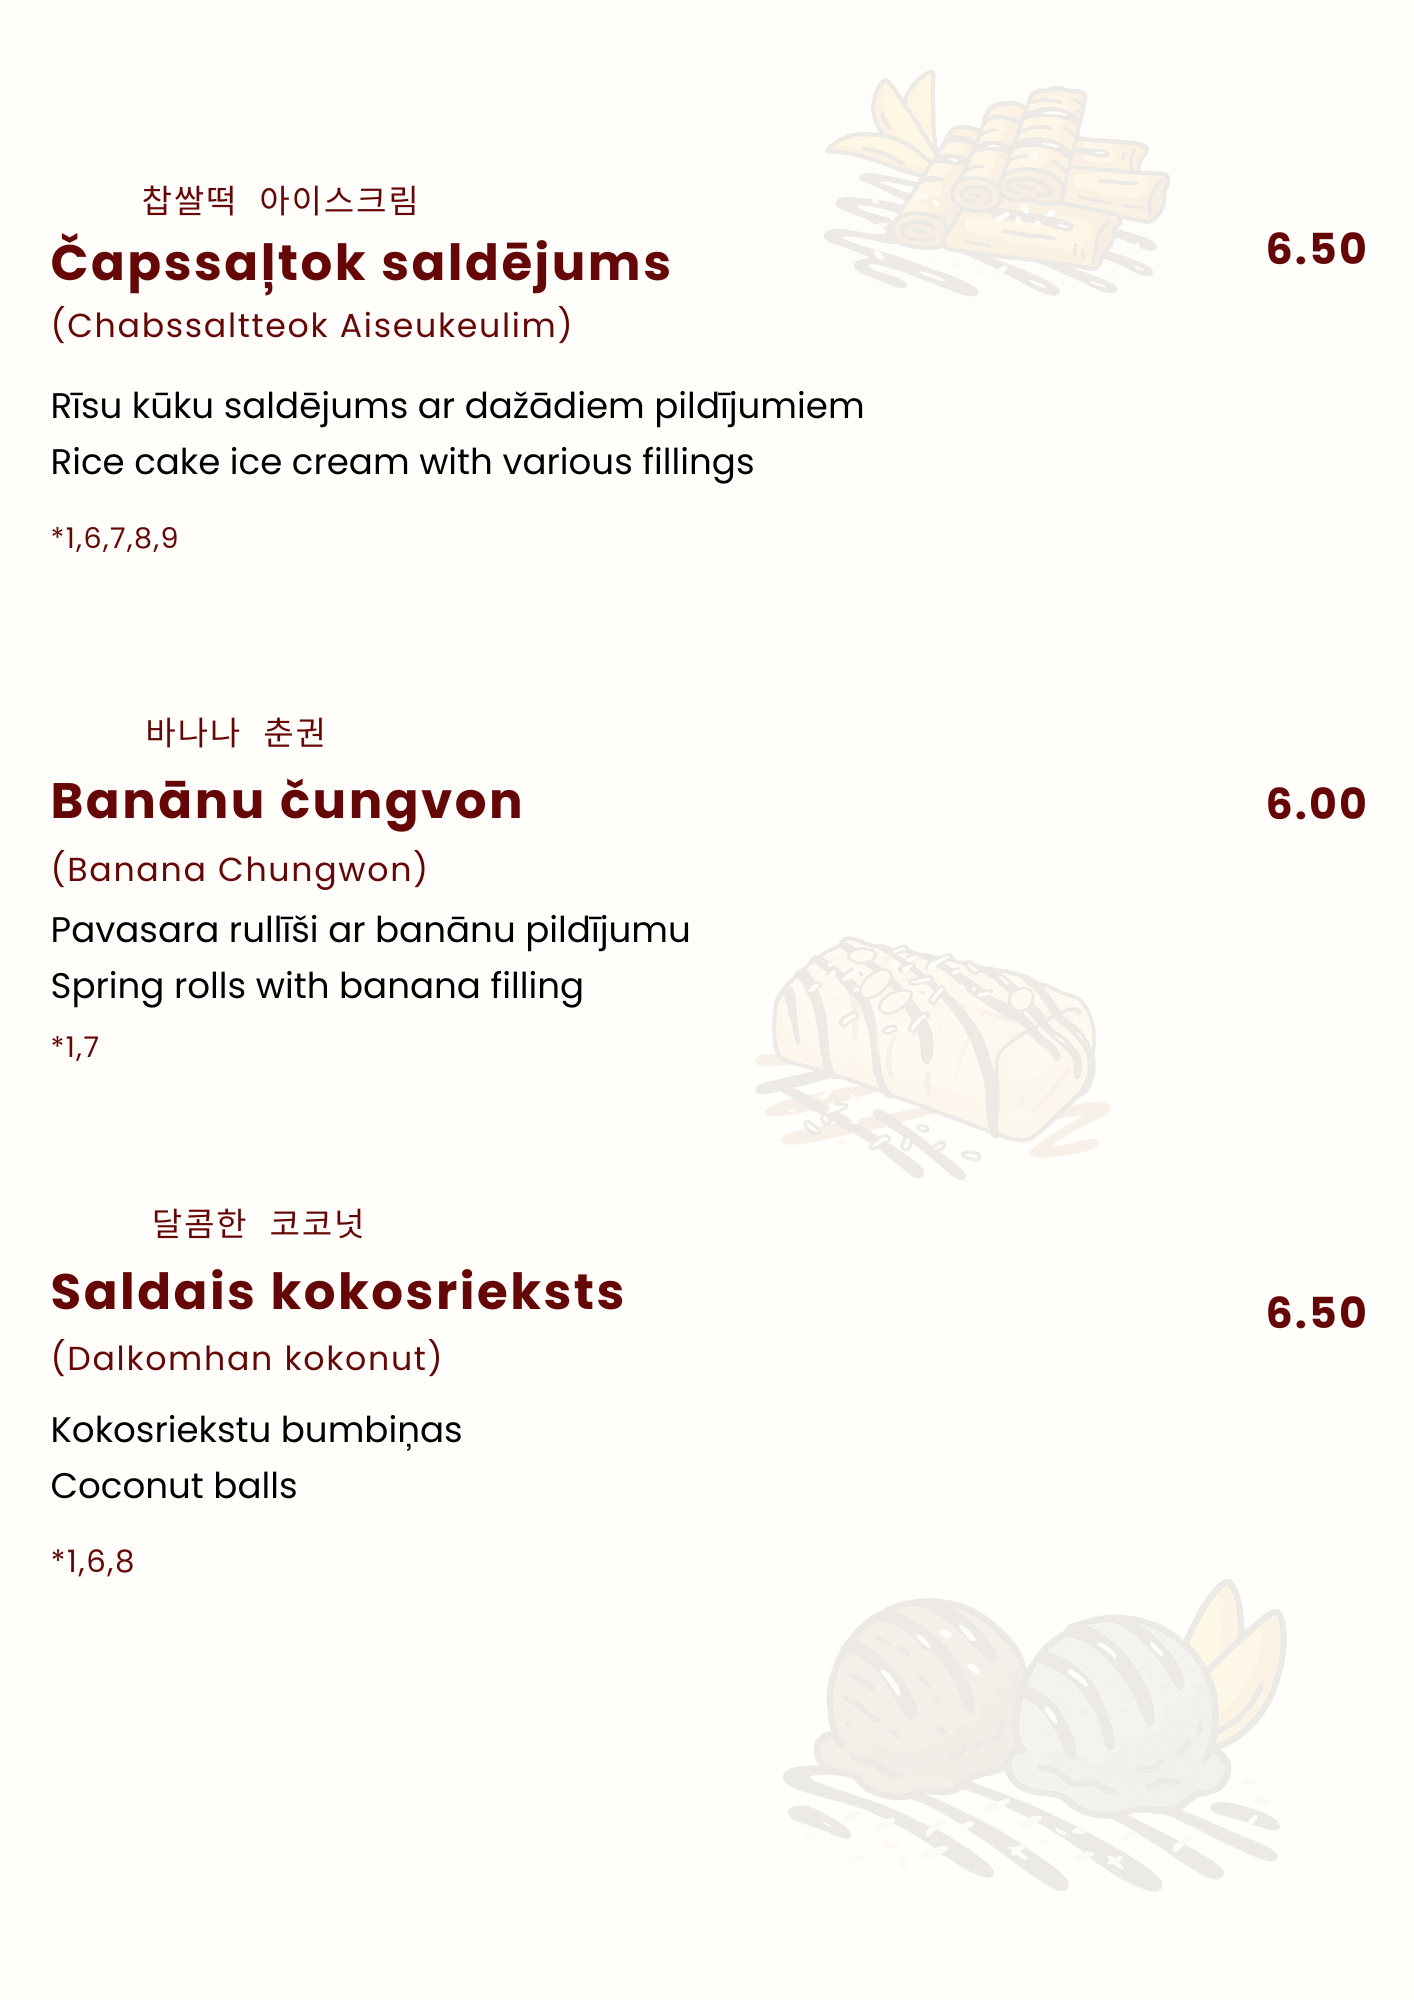 찹쌀떡 아이스크림
Čapssaļtok saldējums
6.50
(Chabssaltteok Aiseukeulim)
Rīsu kūku saldējums ar dažādiem pildījumiem
Rice cake ice cream with various fillings
*1,6,7,8,9
바나나 춘권
Banānu čungvon
6.00
(Banana Chungwon)
Pavasara rullīši ar banānu pildījumu
Spring rolls with banana filling
*1,7
달콤한 코코넛
Saldais kokosrieksts
6.50
(Dalkomhan kokonut)
Kokosriekstu bumbiņas
Coconut balls
*1,6,8